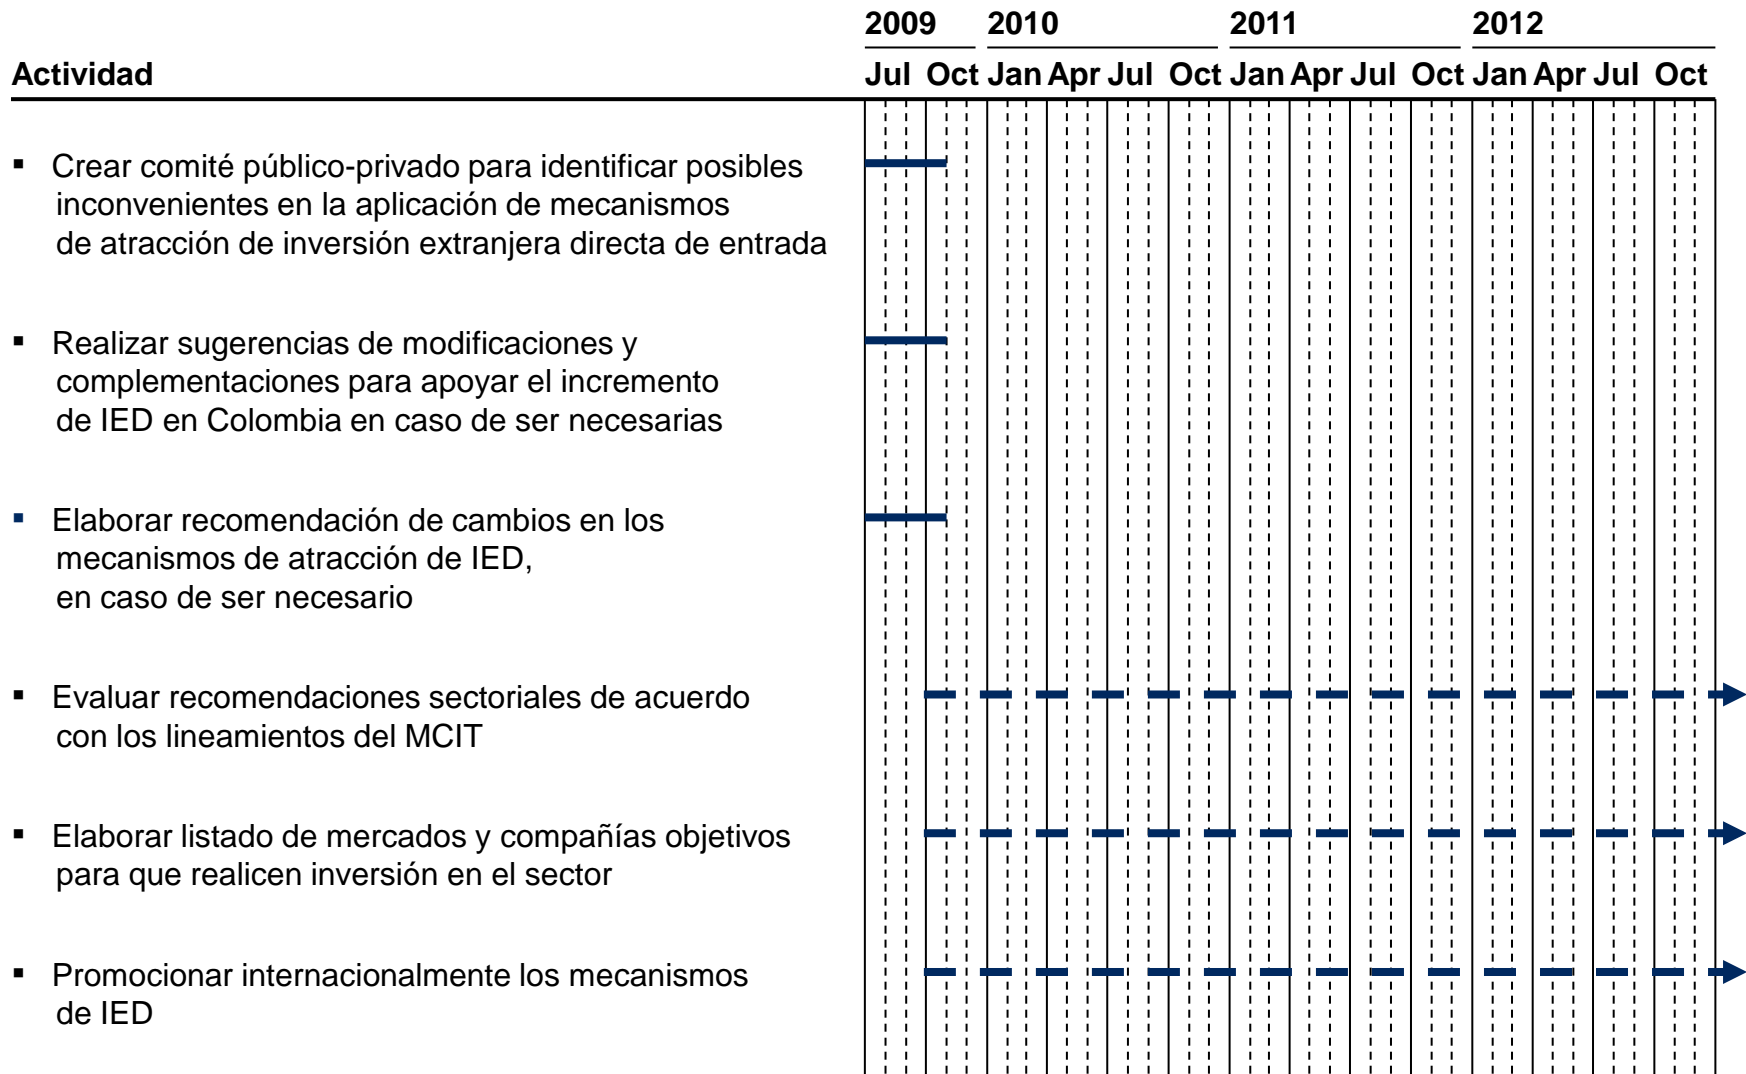 2009 2010 2011 2012
Actividad Jul Oct Jan Apr Jul Oct Jan Apr Jul Oct Jan Apr Jul Oct
▪ Crear comité público-privado para identificar posibles
inconvenientes en la aplicación de mecanismos
de atracción de inversión extranjera directa de entrada
▪ Realizar sugerencias de modificaciones y
complementaciones para apoyar el incremento
de IED en Colombia en caso de ser necesarias
▪ Elaborar recomendación de cambios en los
mecanismos de atracción de IED,
en caso de ser necesario
▪ Evaluar recomendaciones sectoriales de acuerdo
con los lineamientos del MCIT
▪ Elaborar listado de mercados y compañías objetivos
para que realicen inversión en el sector
▪ Promocionar internacionalmente los mecanismos
de IED